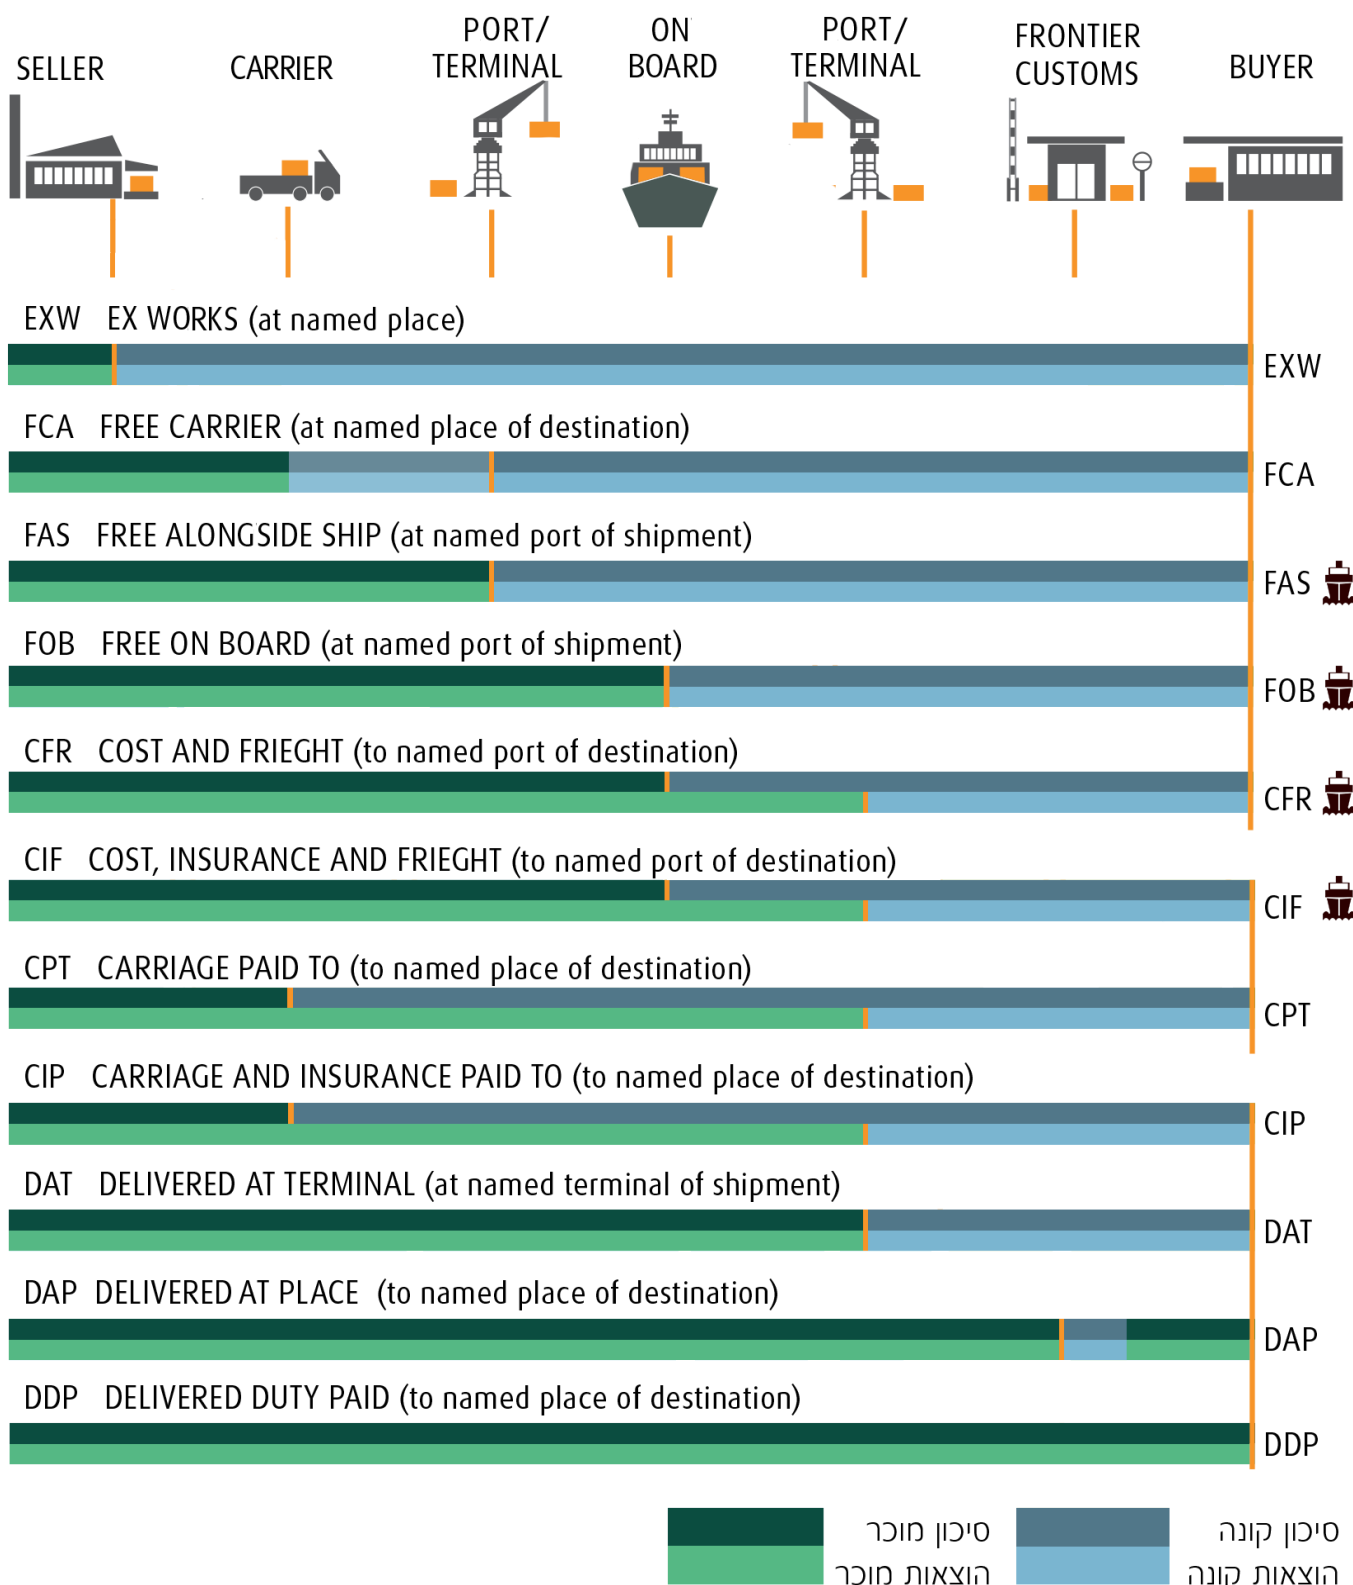 SELLER
CARRIER
PORT/
TERMINAL
ON
BOARD
PORT/
TERMINAL
FRONTIER
CUSTOMS
BUYER
EXW EX WORKS (at named place)
EXW
FCA FREE CARRIER (at named place of destination)
FCA
FAS FREE ALONGSIDE SHIP (at named port of shipment)
FAS
FOB FREE ON BOARD (at named port of shipment)
FOB
CFR COST AND FRIEGHT (to named port of destination)
CFR
CIF COST, INSURANCE AND FRIEGHT (to named port of destination)
CIF
CPT CARRIAGE PAID TO (to named place of destination)
CPT
CIP CARRIAGE AND INSURANCE PAID TO (to named place of destination)
CIP
DAT DELIVERED AT TERMINAL (at named terminal of shipment)
DAT
DAP DELIVERED AT PLACE (to named place of destination)
DAP
DDP DELIVERED DUTY PAID (to named place of destination)
DDP
סיכון קונה
הוצאות קונה
סיכון מוכר
הוצאות מוכר